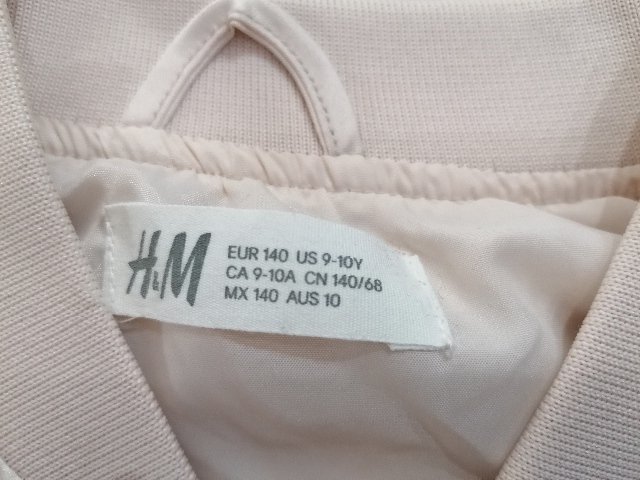 H&M
EUR 140 US 9-10Y
CA 9-10A CN 140/68
MX 140 AUS 10